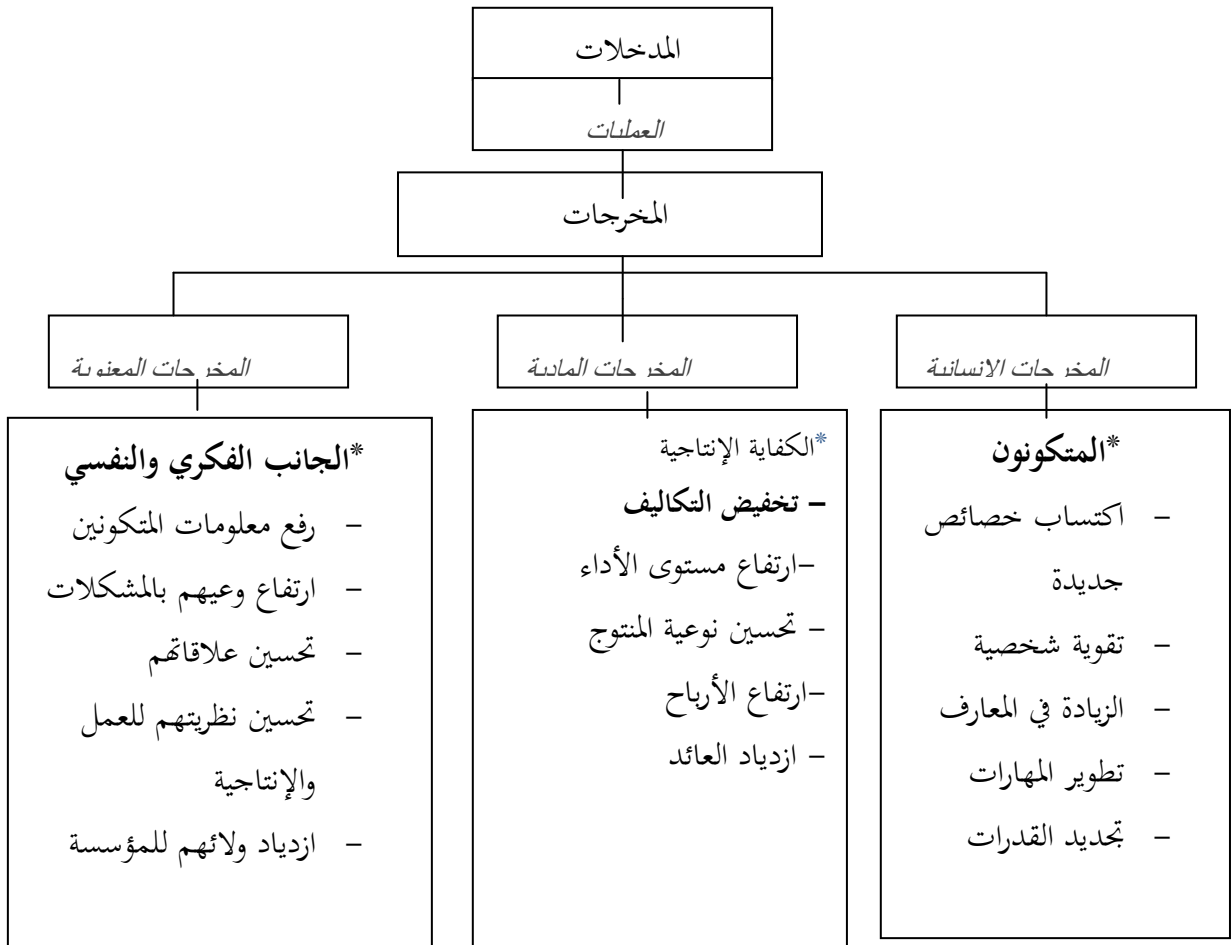 المدخلات
العمليات
المخرجات
المخرجات الإنسانية
المخرجات المادية
المخرجات المعنوية
*المتكونون
– اكتساب خصائص
جديدة
– تقوية شخصية
– الزيادة في المعارف
– تطوير المهارات
– تجديد القدرات
*الكفاية الإنتاجية
– تخفيض التكاليف
–ارتفاع مستوى الأداء
– تحسين نوعية المنتوج
–ارتفاع الأرباح
– ازدياد العائد
*الجانب الفكري والنفسي
– رفع معلومات المتكونين
– ارتفاع وعيهم بالمشكلات
– تحسين علاقاتهم
– تحسين نظريتهم للعمل
والإنتاجية
– ازدياد ولائهم للمؤسسة